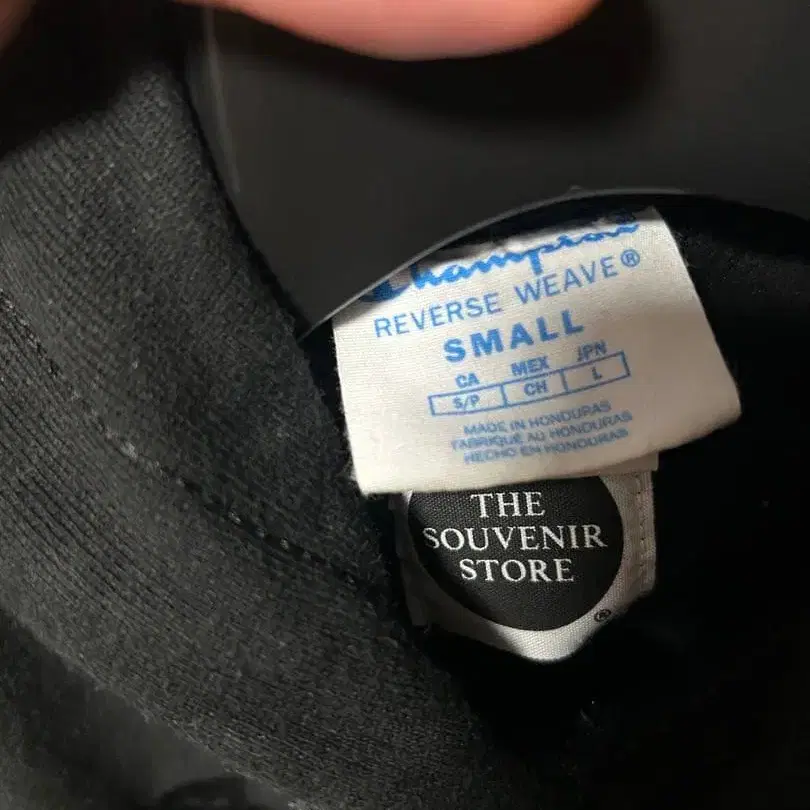 Champion®
REVERSE WEAVE®
SMALL
CA MEX JPN
S/P CH L
MADE IN HONDURAS
FABRIQUÉ AU HONDURAS
HECHO EN HONDURAS
THE
SOUVENIR
STORE
®